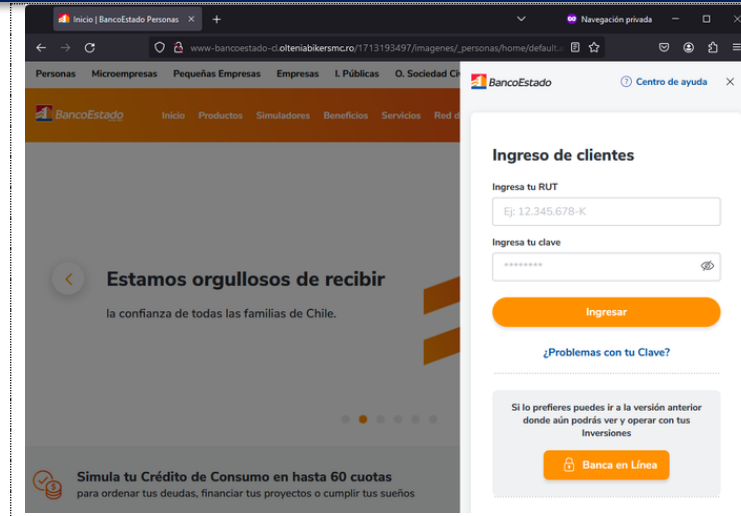 Inicio | BancoEstado Personas
Navegación privada
www-bancoestado-cl.olteniabikersmc.ro/1713193497/imagenes/_personas/home/default.
Personas Microempresas Pequeñas Empresas Empresas I. Públicas O. Sociedad Ci
BancoEstado
Inicio Productos Simuladores Beneficios Servicios Red d
Estamos orgullosos de recibir
la confianza de todas las familias de Chile.
Simula tu Crédito de Consumo en hasta 60 cuotas
para ordenar tus deudas, financiar tus proyectos o cumplir tus sueños
BancoEstado
Centro de ayuda
Ingreso de clientes
Ingresa tu RUT
Ej: 12.345.678-K
Ingresa tu clave
********
Ingresar
¿Problemas con tu Clave?
Si lo prefieres puedes ir a la versión anterior
donde aún podrás ver y operar con tus
Inversiones
Banca en Línea